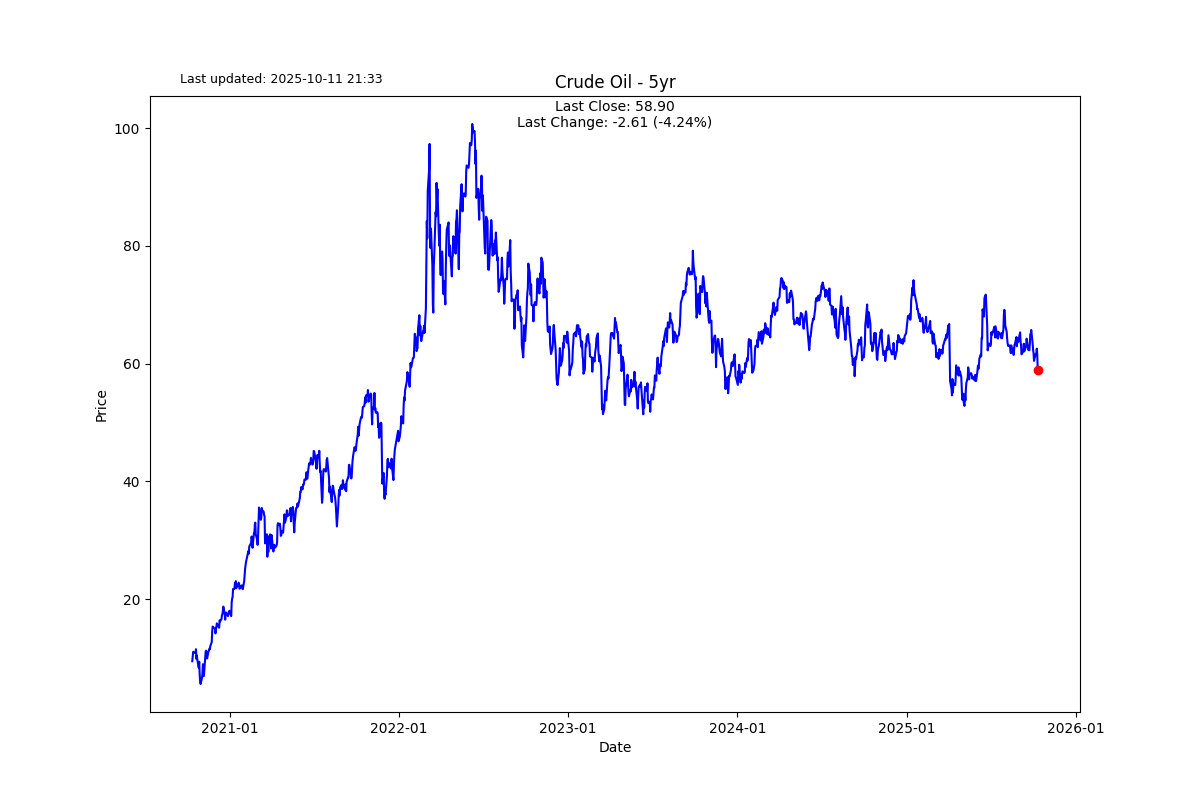 Last updated: 2025-10-11 21:33
Crude Oil - 5yr
Last Close: 58.90
Last Change: -2.61 (-4.24%)
100
80
60
40
20
Price
2021-01
2022-01
2023-01
2024-01
2025-01
2026-01
Date